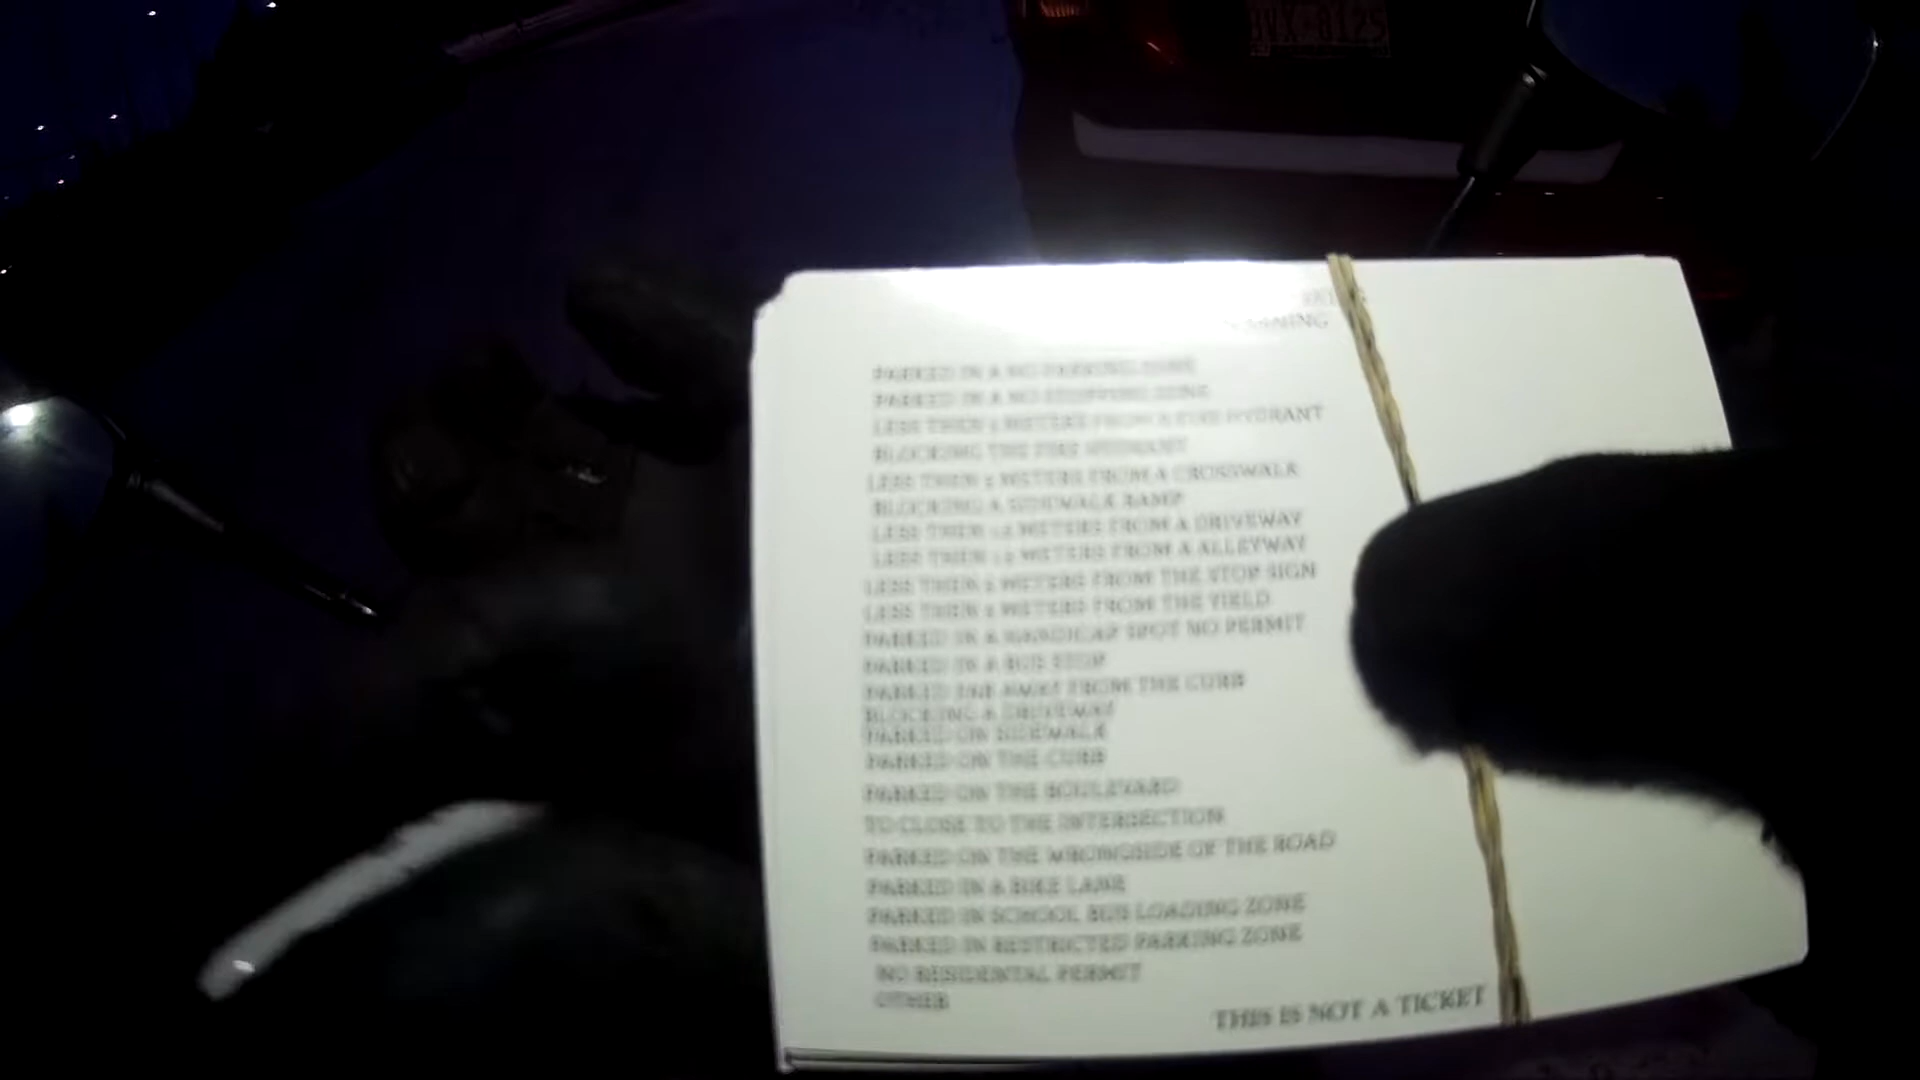 WARNING
PARKED IN A NO PARKING ZONE
PARKED IN A NO STOPPING ZONE
LESS THEN 5 METERS FROM A FIRE HYDRANT
BLOCKING THE FIRE HYDRANT
LESS THEN 5 METERS FROM A CROSSWALK
BLOCKING A SIDEWALK RAMP
LESS THEN METERS FROM A DRIVEWAY
LESS THEN METERS FROM A ALLEYWAY
LESS THEN METERS FROM THE STOP SIGN
LESS THEN METERS FROM THE YIELD
PARKED IN A HANDICAP SPOT NO PERMIT
PARKED IN A BUS STOP
PARKED FAR AWAY FROM THE CURB
BLOCKING A DRIVEWAY
PARKED ON SIDEWALK
PARKED ON THE CURB
PARKED ON THE BOULEVARD
TO CLOSE TO THE INTERSECTION
PARKED ON THE WRONGSIDE OF THE ROAD
PARKED IN A BIKE LANE
PARKED IN SCHOOL BUS LOADING ZONE
PARKED IN RESTRICTED PARKING ZONE
NO RESIDENTAL PERMIT
OTHER
THIS IS NOT A TICKET